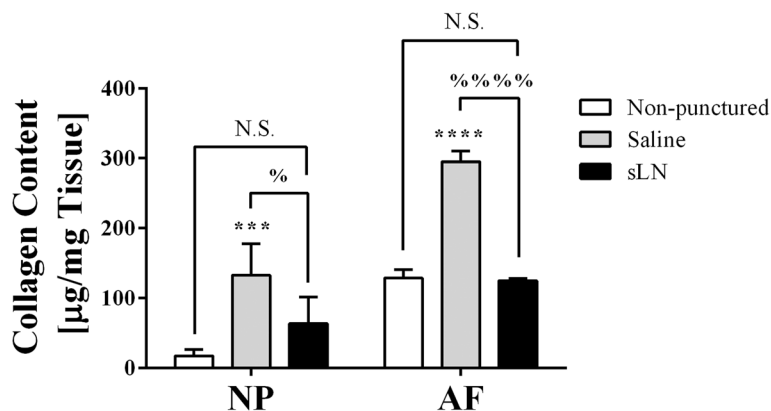 N.S.
%%%%
****
N.S.
%
***
Non-punctured
Saline
sLN
Collagen Content
[µg/mg Tissue]
400
300
200
100
0
NP
AF